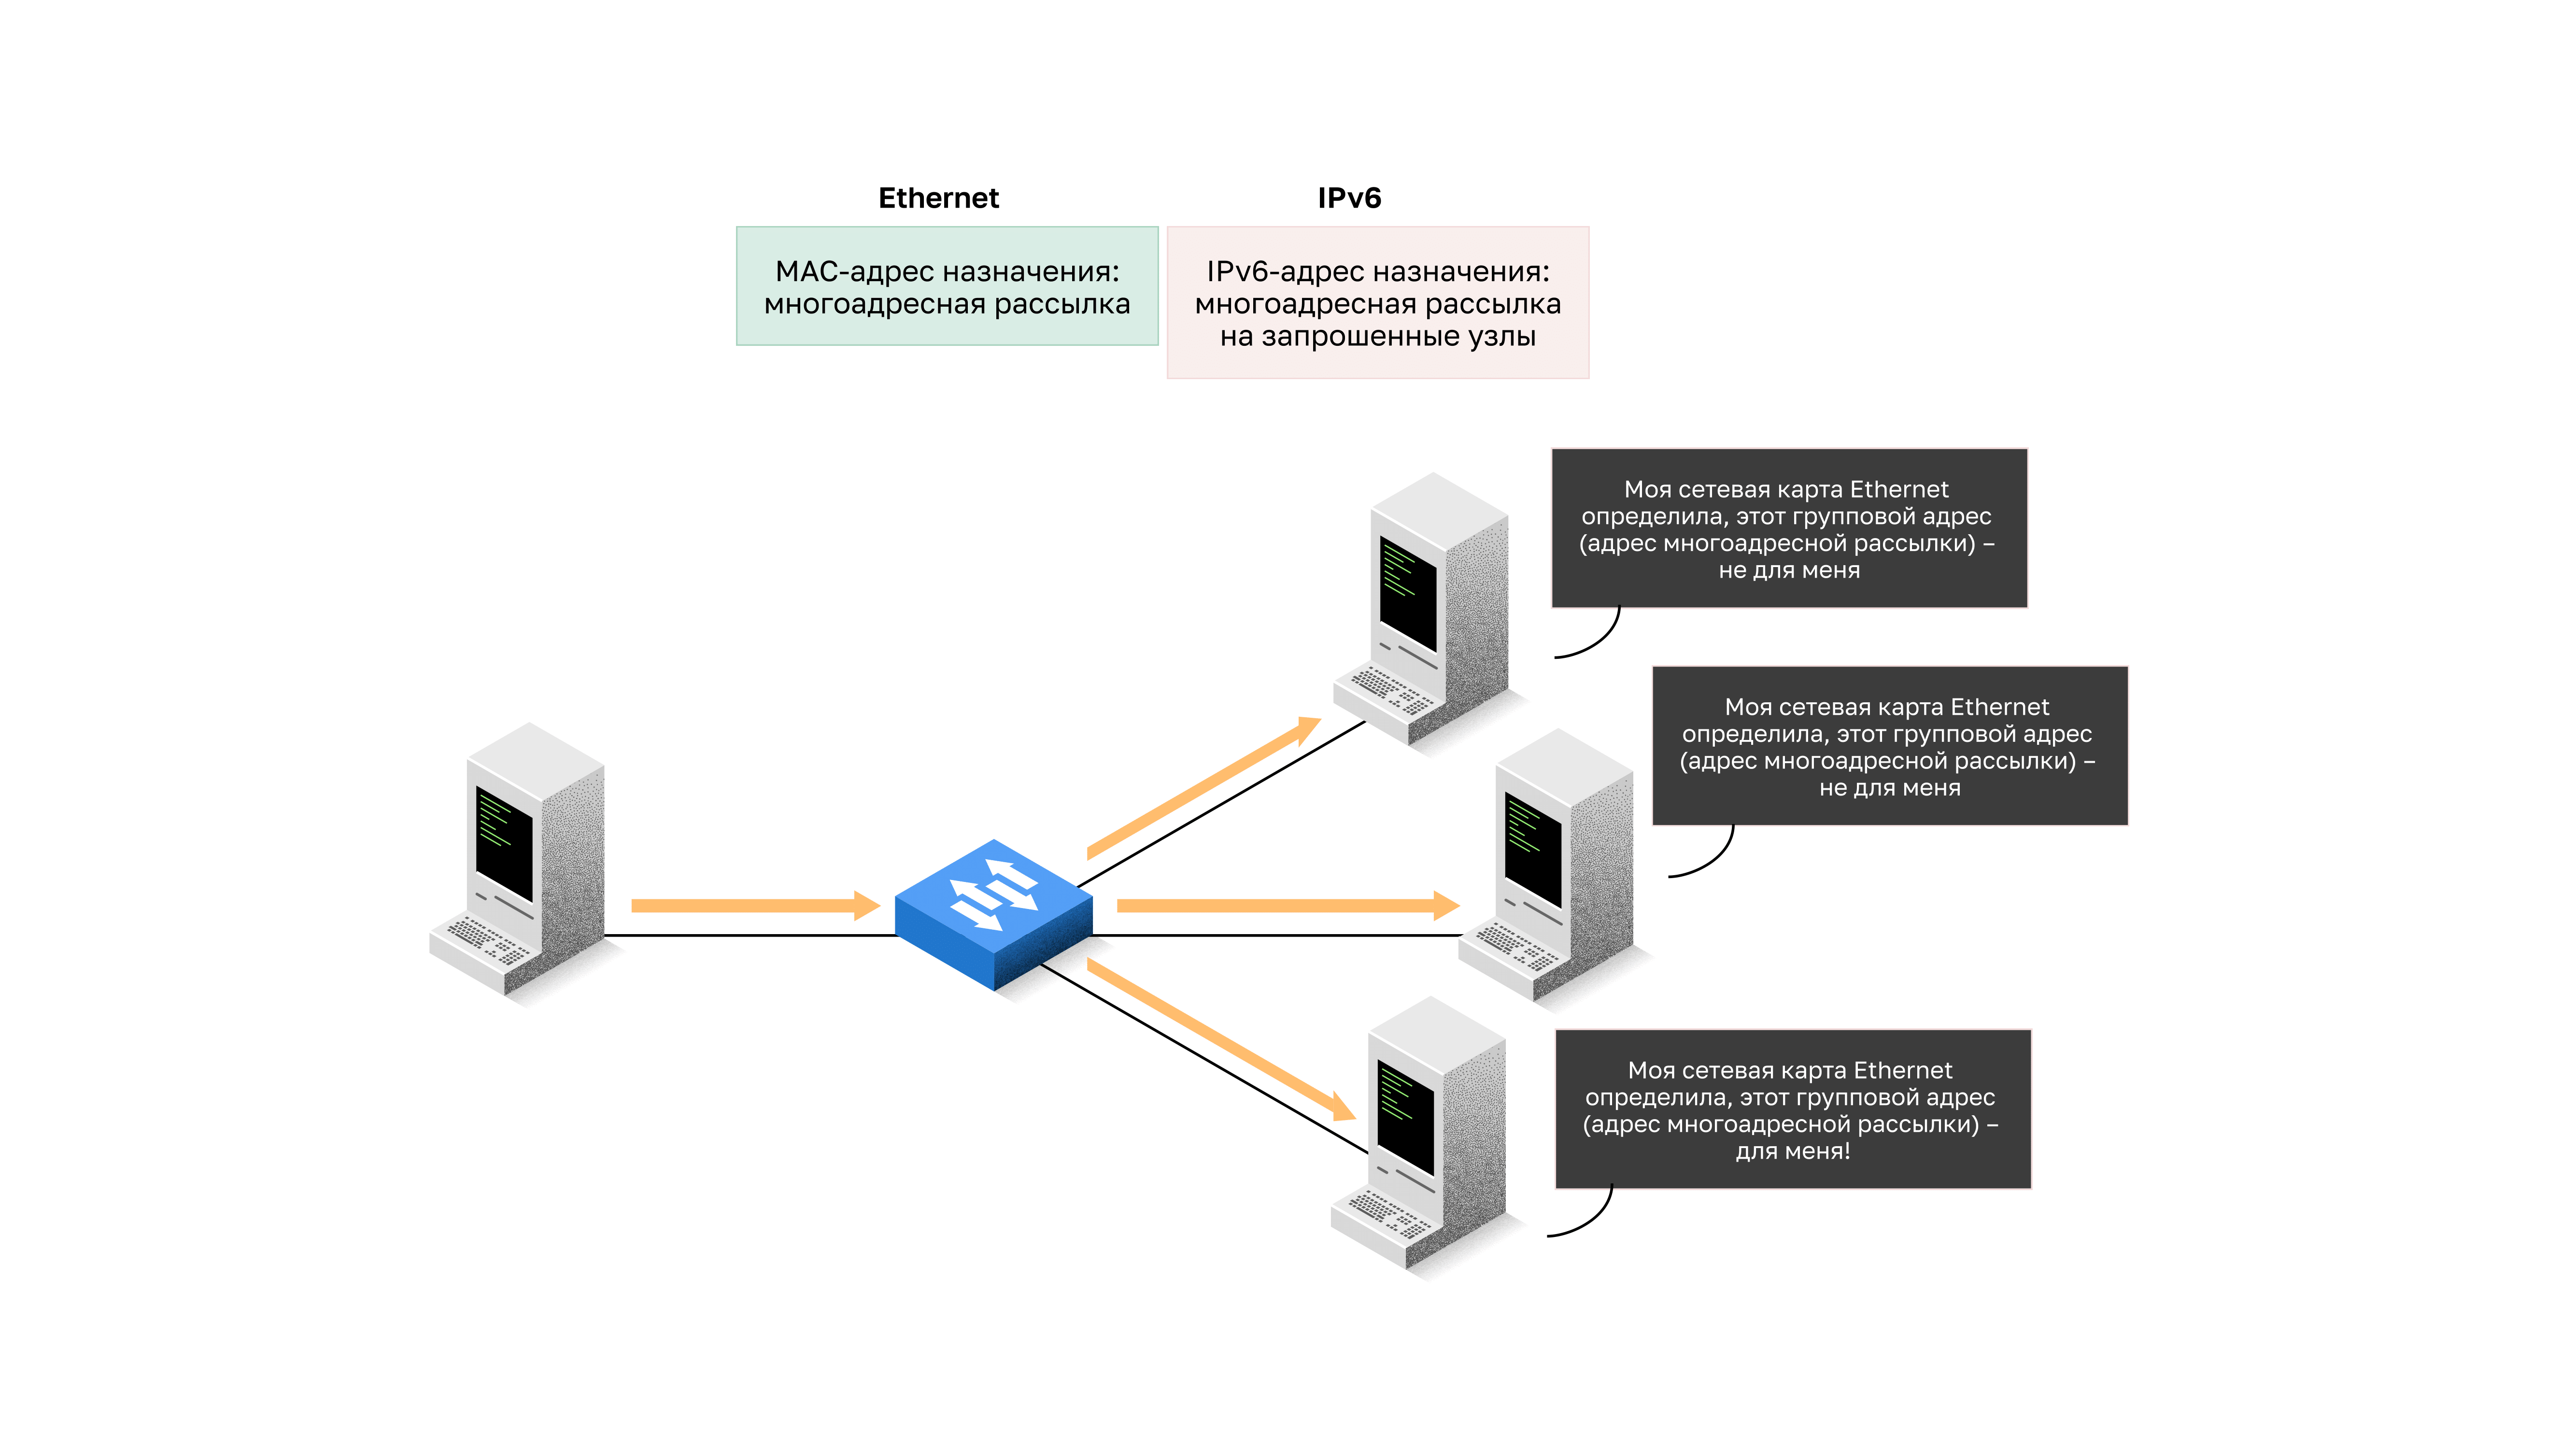 Ethernet
IPv6
MAC-адрес назначения:
многоадресная рассылка
IPv6-адрес назначения:
многоадресная рассылка
на запрошенные узлы
Моя сетевая карта Ethernet
определила, этот групповой адрес
(адрес многоадресной рассылки) –
не для меня
Моя сетевая карта Ethernet
определила, этот групповой адрес
(адрес многоадресной рассылки) –
не для меня
Моя сетевая карта Ethernet
определила, этот групповой адрес
(адрес многоадресной рассылки) –
для меня!